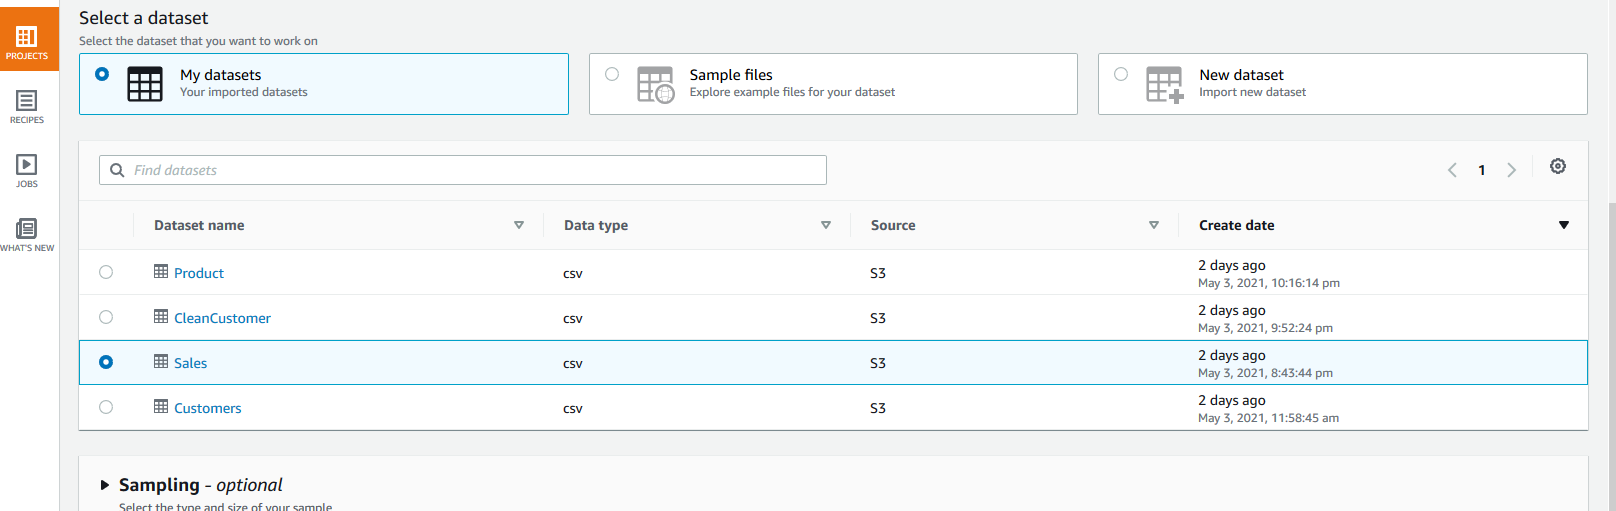 Select a dataset
Select the dataset that you want to work on
PROJECTS
My datasets
Your imported datasets
Sample files
Explore example files for your dataset
New dataset
Import new dataset
RECIPES
Find datasets
1
JOBS
Dataset name Data type Source Create date
WHAT'S NEW
Product csv S3 2 days ago
May 3, 2021, 10:16:14 pm
CleanCustomer csv S3 2 days ago
May 3, 2021, 9:52:24 pm
Sales csv S3 2 days ago
May 3, 2021, 8:43:44 pm
Customers csv S3 2 days ago
May 3, 2021, 11:58:45 am
Sampling - optional
Select the type and size of your sample